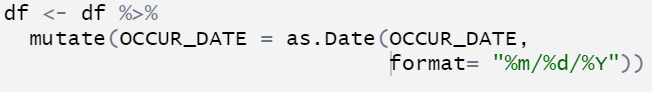 df <- df %>%
  mutate(OCCUR_DATE = as.Date(OCCUR_DATE,
                              format= "%m/%d/%Y"))